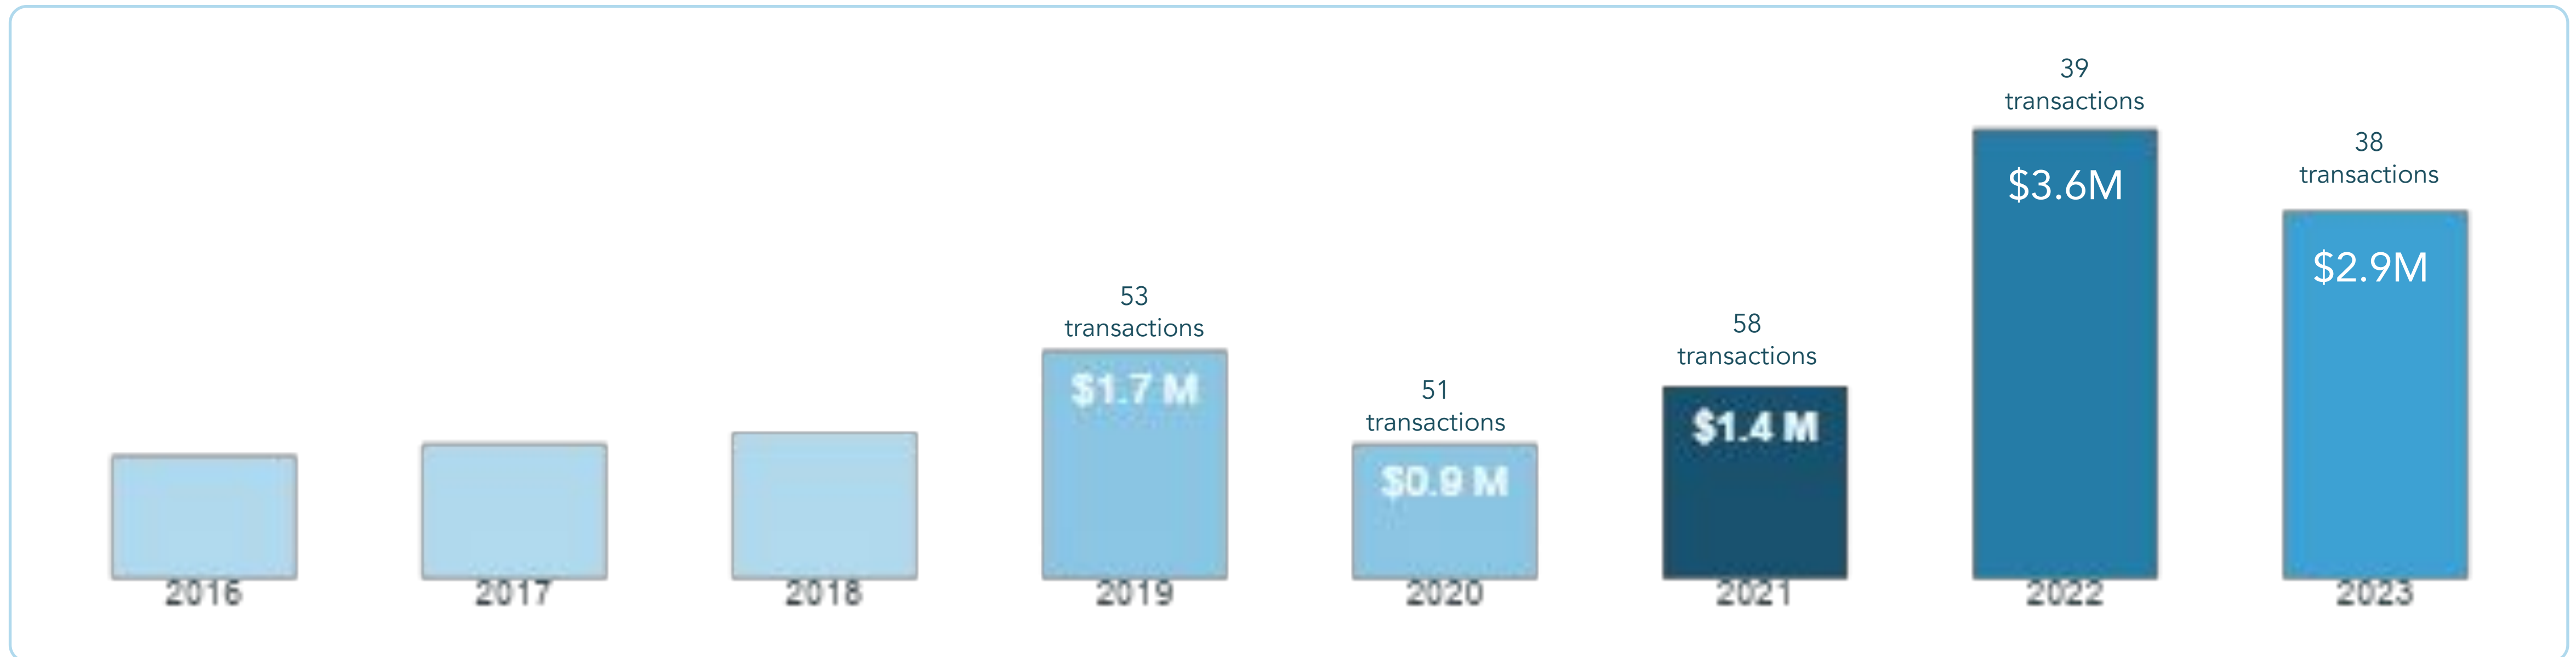 39
transactions
$3.6M
38
transactions
$2.9M
53
transactions
$1.7 M
51
transactions
$0.9 M
58
transactions
$1.4 M
2016
2017
2018
2019
2020
2021
2022
2023